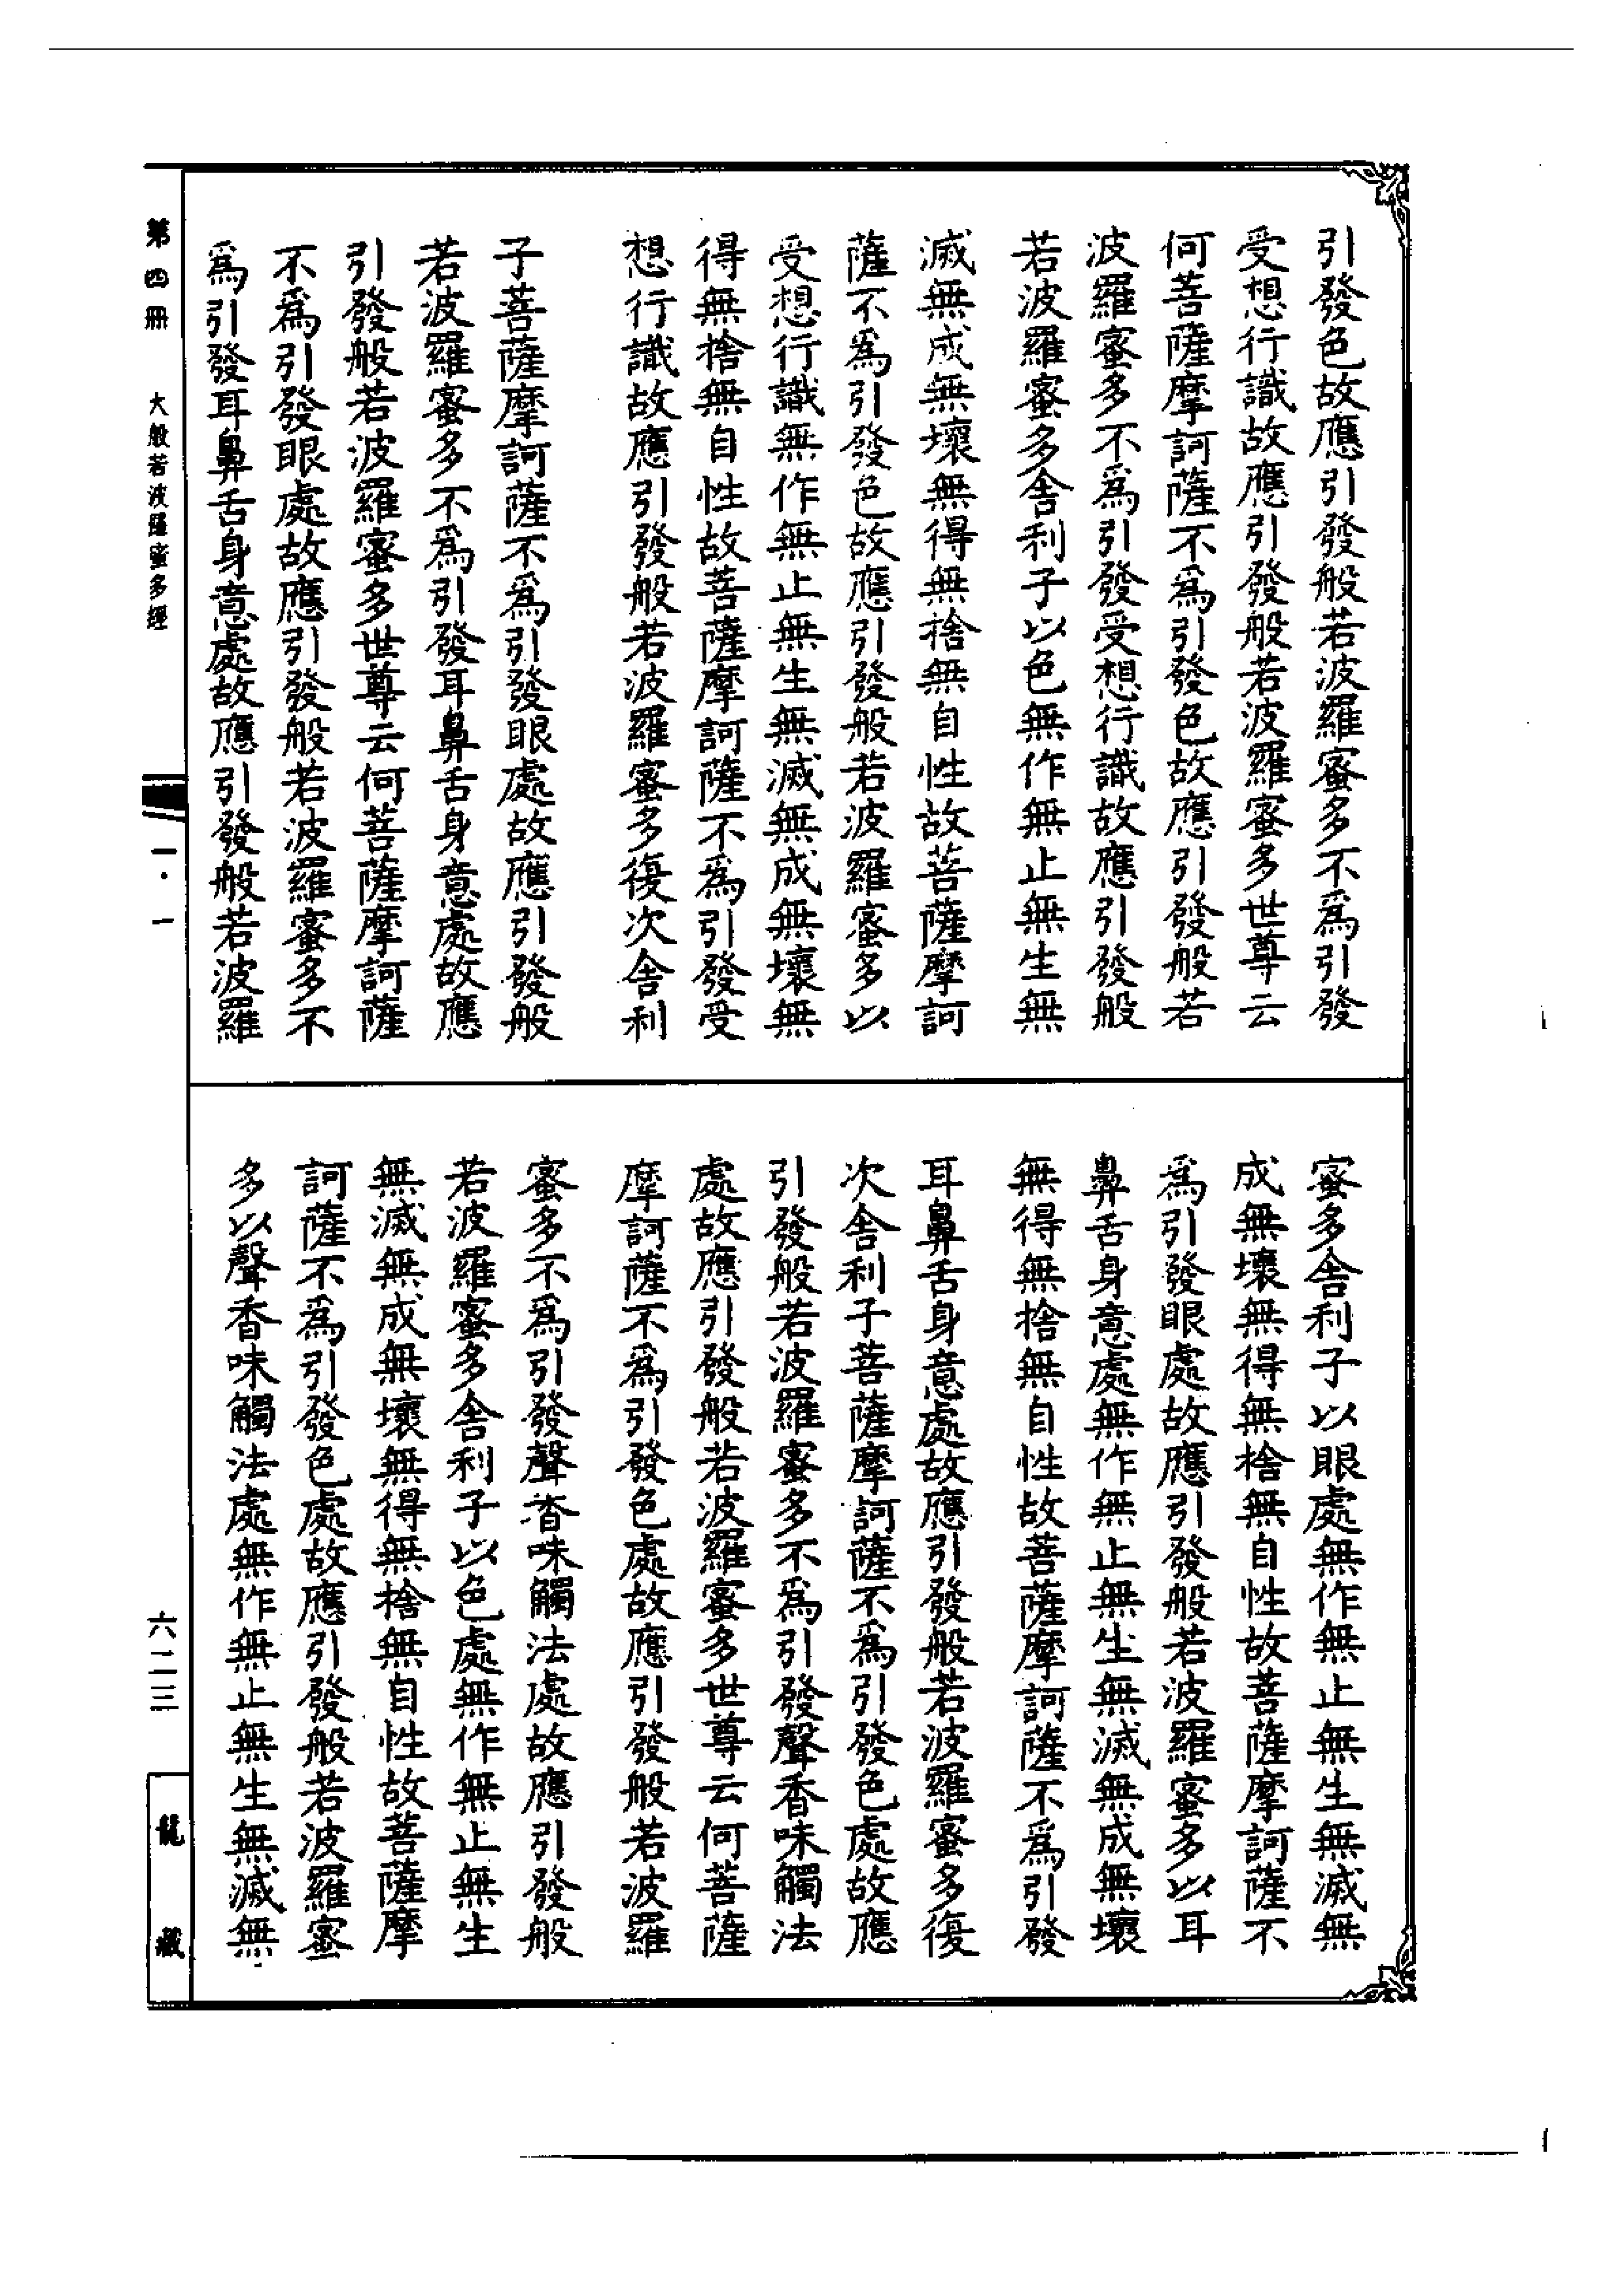 引發色故應引發般若波羅蜜多不爲引發
受想行識故應引發般若波羅蜜多世尊云
何菩薩摩訶薩不爲引發色故應引發般若
波羅蜜多不爲引發受想行識故應引發般
若波羅蜜多舍利子以色無作無止無生無
滅無成無壞無得無捨無自性故菩薩摩訶
薩不爲引發色故應引發般若波羅蜜多以
受想行識無作無止無生無滅無成無壞無
得無捨無自性故菩薩摩訶薩不爲引發受
想行識故應引發般若波羅蜜多復次舍利
子菩薩摩訶薩不爲引發眼處故應引發般
若波羅蜜多不爲引發耳鼻舌身意處故應
引發般若波羅蜜多世尊云何菩薩摩訶薩
不爲引發眼處故應引發般若波羅蜜多不
爲引發耳鼻舌身意處故應引發般若波羅
蜜多舍利子以眼處無作無止無生無滅無
成無壞無得無捨無自性故菩薩摩訶薩不
爲引發眼處故應引發般若波羅蜜多以耳
鼻舌身意處無作無止無生無滅無成無壞
無得無捨無自性故菩薩摩訶薩不爲引發
耳鼻舌身意處故應引發般若波羅蜜多復
次舍利子菩薩摩訶薩不爲引發色處故應
引發般若波羅蜜多不爲引發聲香味觸法
處故應引發般若波羅蜜多世尊云何菩薩
摩訶薩不爲引發色處故應引發般若波羅
蜜多不爲引發聲香味觸法處故應引發般
若波羅蜜多舍利子以色處無作無止無生
無滅無成無壞無得無捨無自性故菩薩摩
訶薩不爲引發色處故應引發般若波羅蜜
多以聲香味觸法處無作無止無生無滅無
第四冊 大般若波羅蜜多經 一·一 六二三 龍藏